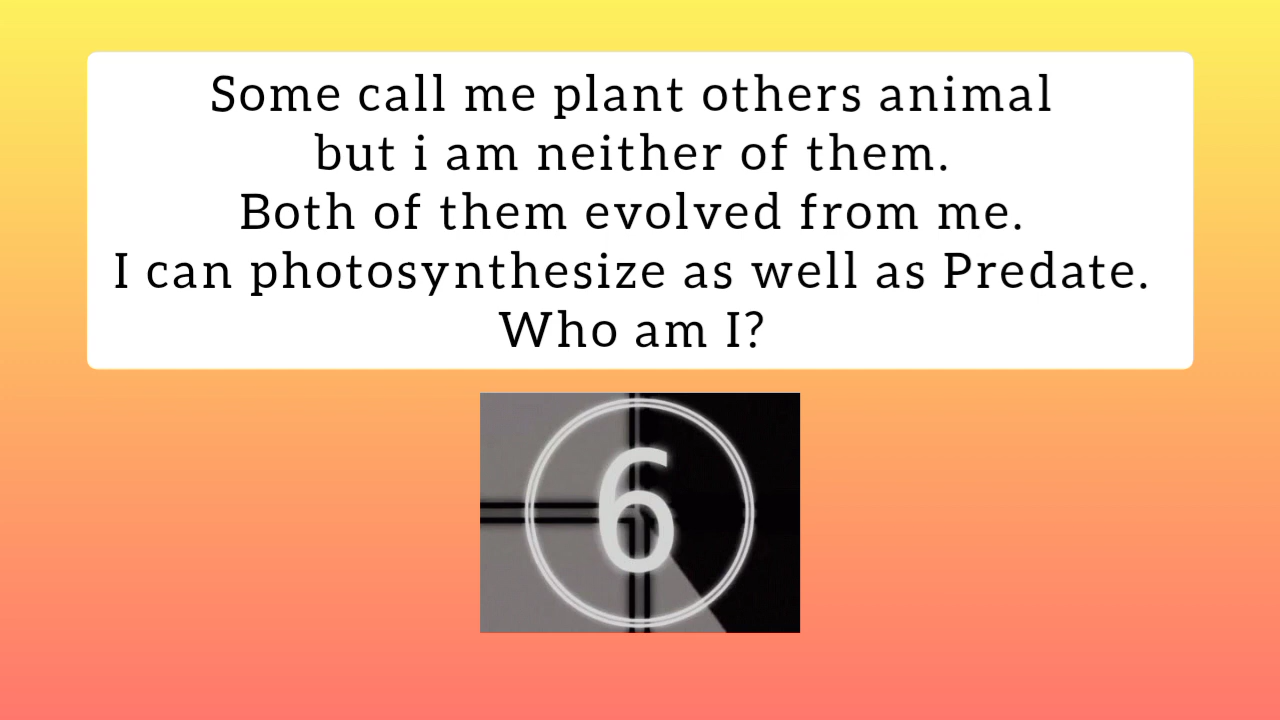 Some call me plant others animal
but i am neither of them.
Both of them evolved from me.
I can photosynthesize as well as Predate.
Who am I?
6